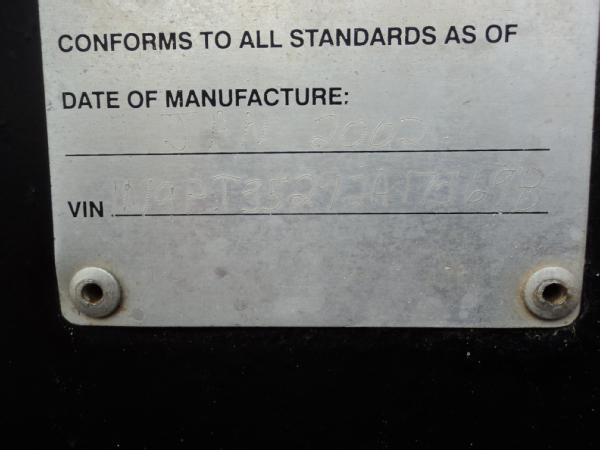 CONFORMS TO ALL STANDARDS AS OF
DATE OF MANUFACTURE:
JAN 2002
VIN